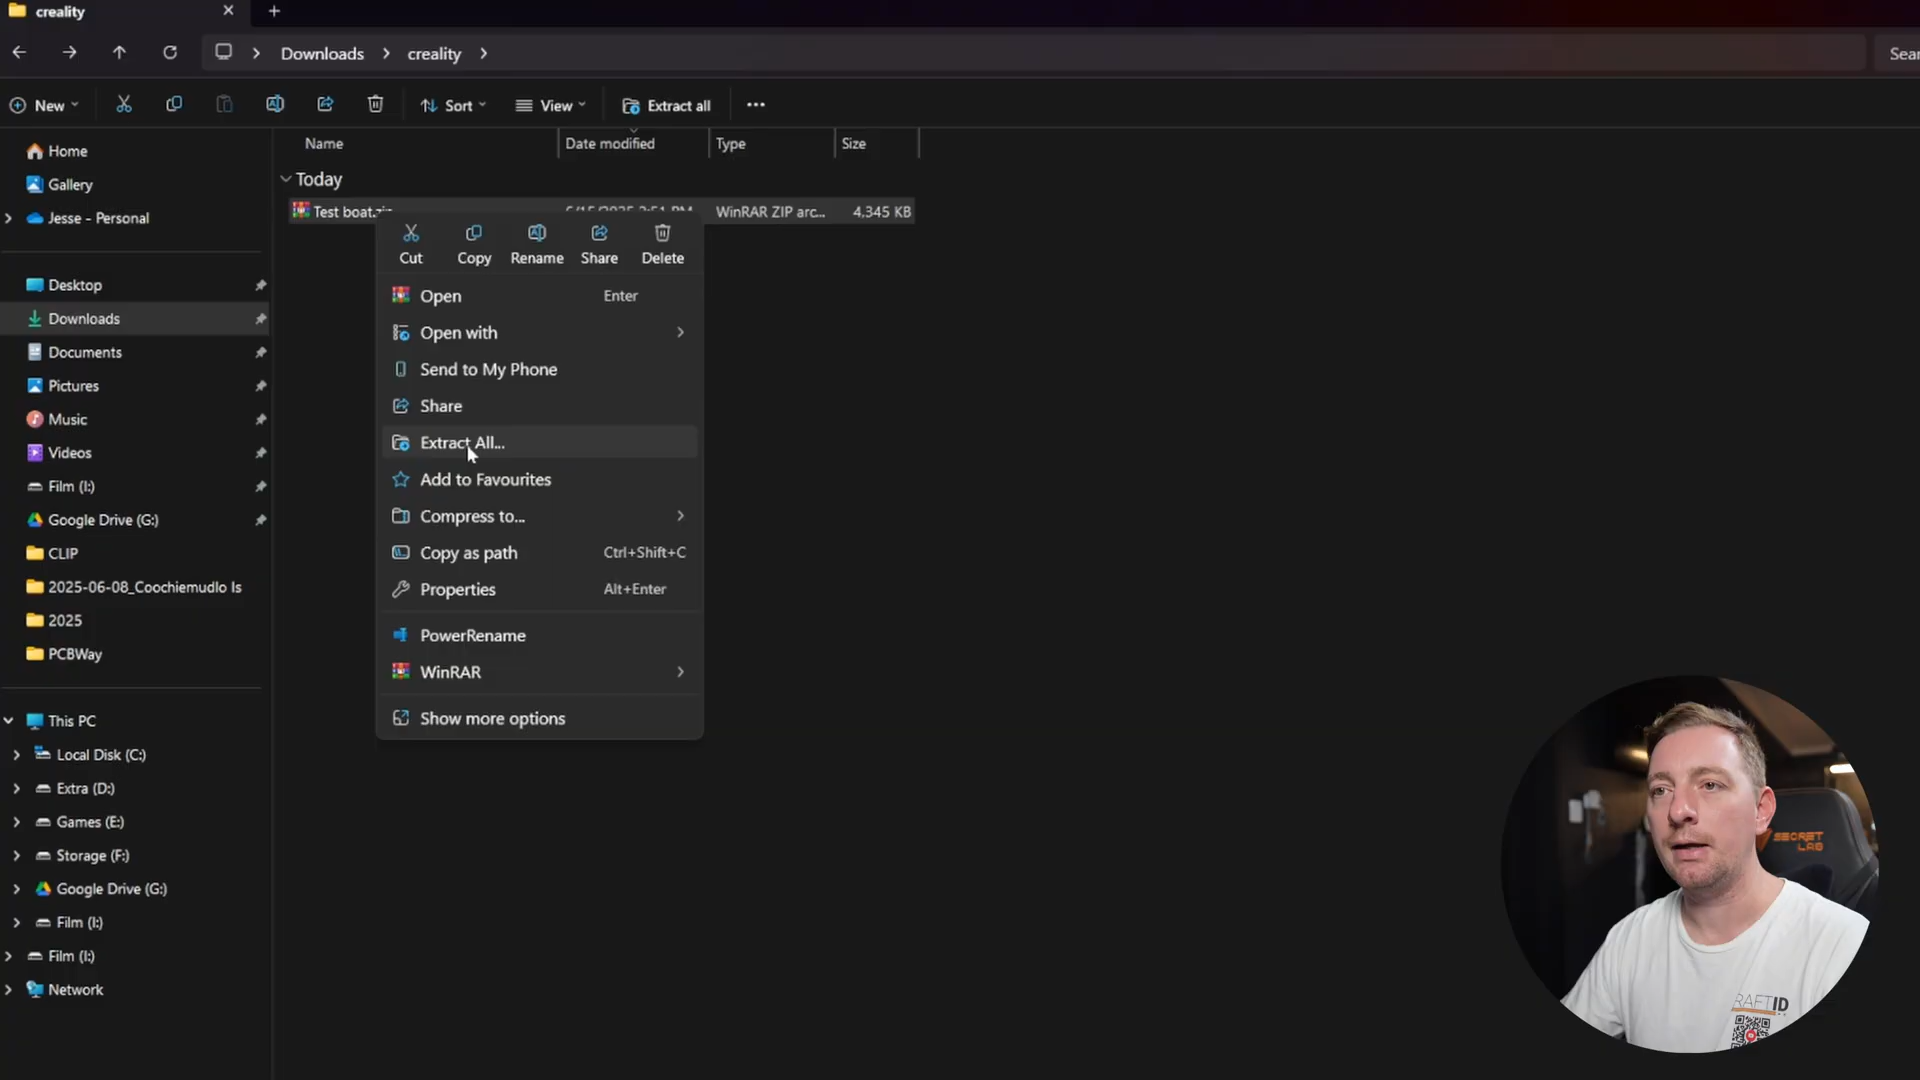 creality
Downloads
creality
Sear
New
Sort
View
Extract all
Name
Date modified
Type
Size
Home
Gallery
Jesse - Personal
Desktop
Downloads
Documents
Pictures
Music
Videos
Film (I:)
Google Drive (G:)
CLIP
2025-06-08_Coochiemudlo Is
2025
PCBWay
This PC
Local Disk (C:)
Extra (D:)
Games (E:)
Storage (F:)
Google Drive (G:)
Film (I:)
Film (I:)
Network
Today
Test boat.zip
WinRAR ZIP arc...
4,345 KB
Cut
Copy
Rename
Share
Delete
Open Enter
Open with
Send to My Phone
Share
Extract All...
Add to Favourites
Compress to...
Copy as path Ctrl+Shift+C
Properties Alt+Enter
PowerRename
WinRAR
Show more options
SECRET
LAB
RAFTID